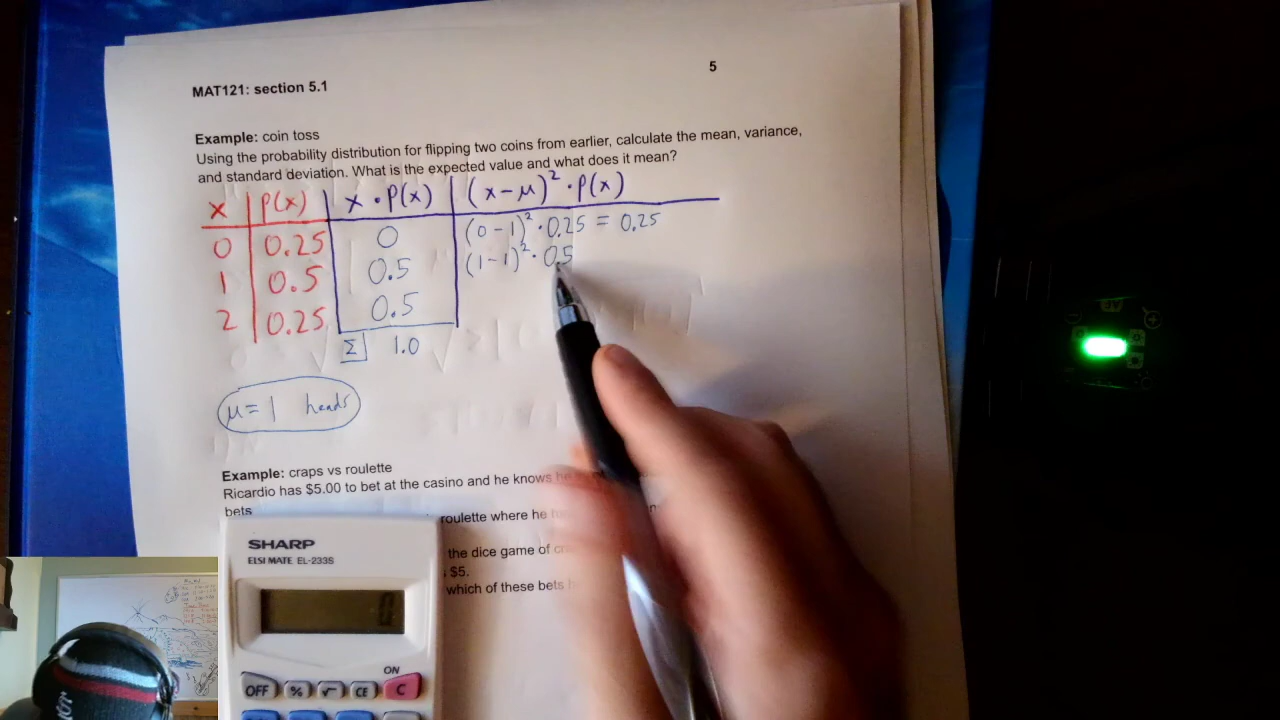 5
MAT121: section 5.1
Example: coin toss
Using the probability distribution for flipping two coins from earlier, calculate the mean, variance,
and standard deviation. What is the expected value and what does it mean?
x P(x) x · P(x) (x-μ)² · P(x)
0 0.25 0 (0-1)² · 0.25 = 0.25
1 0.5 0.5 (1-1)² · 0.5
2 0.25 0.5
Σ 1.0
μ = 1 heads
Example: craps vs roulette
Ricardio has $5.00 to bet at the casino and he knows
bets roulette where he
the dice game of
$5.
which of these bets
SHARP
ELSI MATE EL-233S
0
ON
OFF % √ CE C